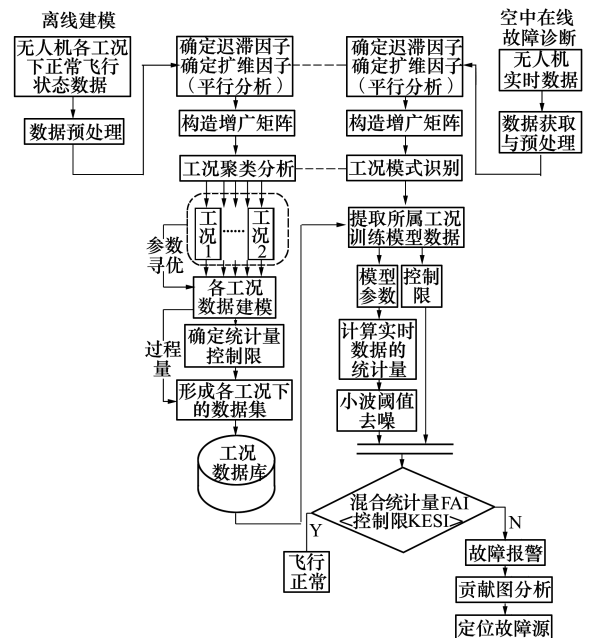 离线建模
无人机各工况
下正常飞行
状态数据
数据预处理
确定迟滞因子
确定扩维因子
（平行分析）
构造增广矩阵
工况聚类分析
工况1
······
工况2
参数
寻优
各工况
数据建模
过程
量
确定统计量
控制限
形成各工况下
的数据集
工况
数据库
确定迟滞因子
确定扩维因子
（平行分析）
构造增广矩阵
工况模式识别
空中在线
故障诊断
无人机
实时数据
数据获取
与预处理
提取所属工况
训练模型数据
模型
参数
控制
限
计算实时
数据的
统计量
小波阈值
去噪
混合统计量FAI
<控制限KESI>
Y
N
飞行
正常
故障报警
贡献图分析
定位故障源